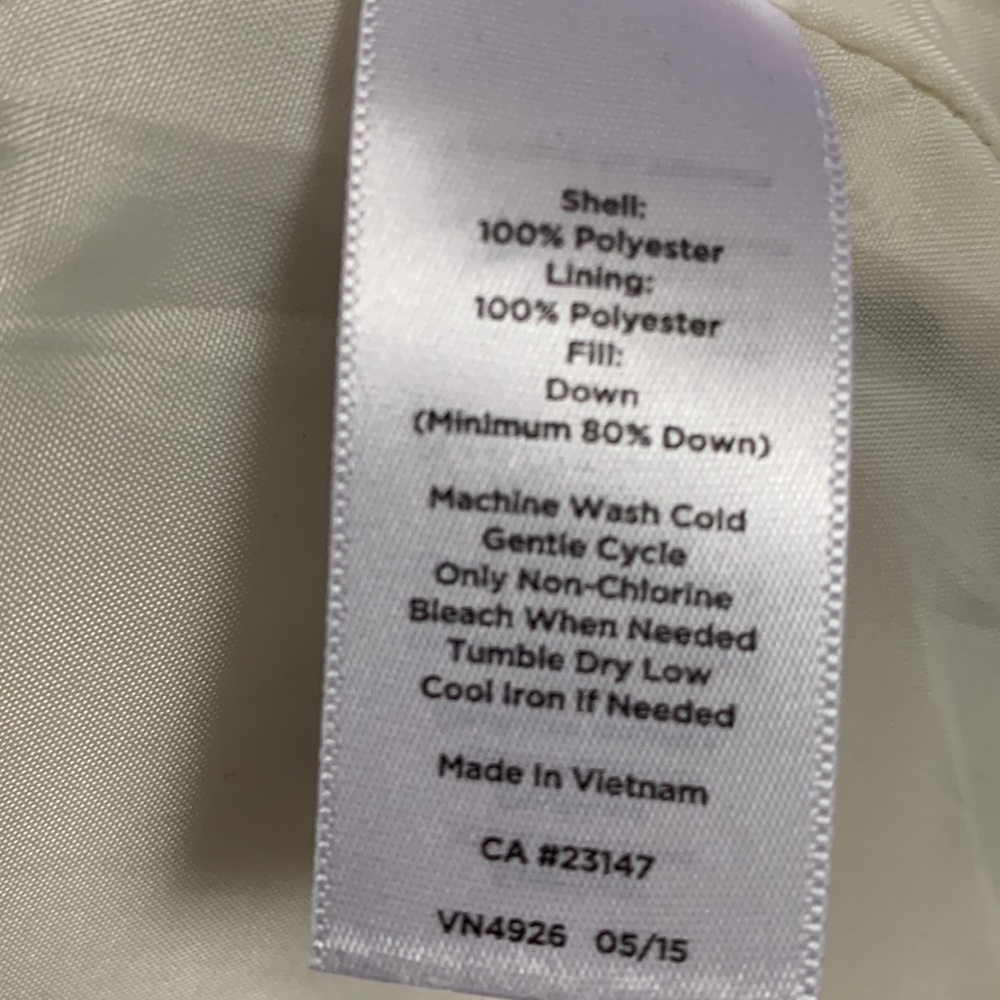 Shell:
100% Polyester
Lining:
100% Polyester
Fill:
Down
(Minimum 80% Down)
Machine Wash Cold
Gentle Cycle
Only Non-Chlorine
Bleach When Needed
Tumble Dry Low
Cool Iron If Needed
Made In Vietnam
CA #23147
VN4926 05/15